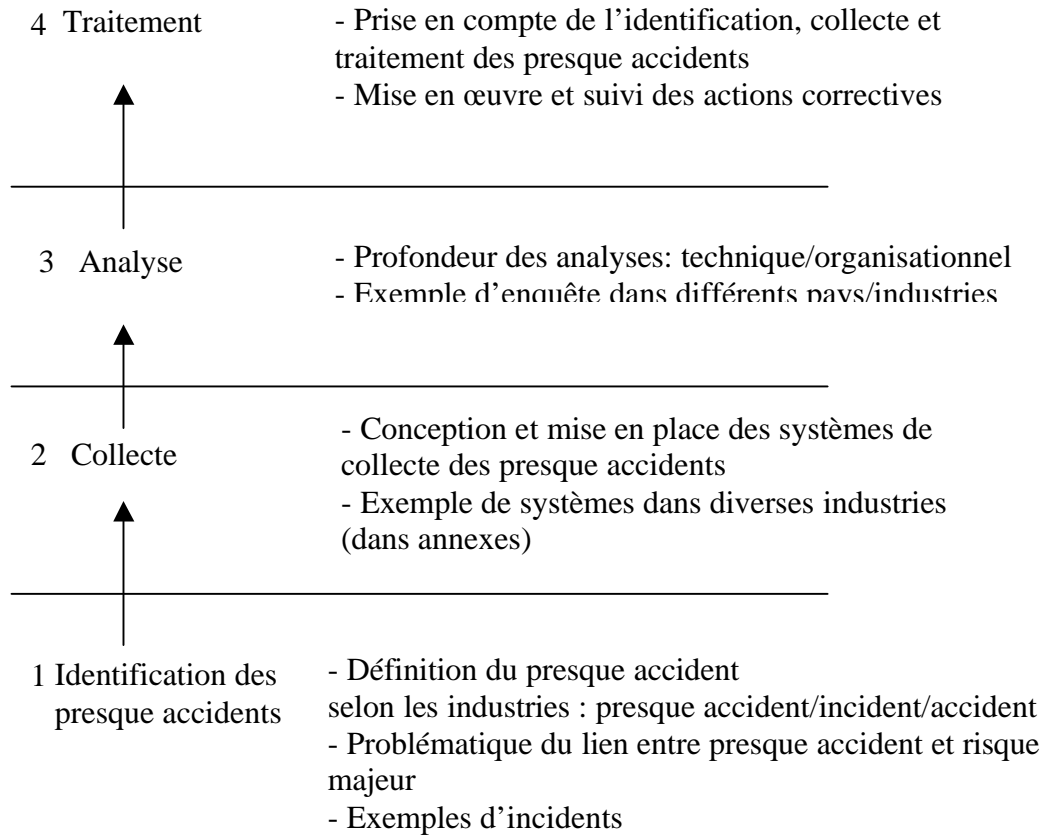 4 Traitement
- Prise en compte de l’identification, collecte et
traitement des presque accidents
- Mise en œuvre et suivi des actions correctives
3 Analyse
- Profondeur des analyses: technique/organisationnel
- Exemple d’enquête dans différents pays/industries
2 Collecte
- Conception et mise en place des systèmes de
collecte des presque accidents
- Exemple de systèmes dans diverses industries
(dans annexes)
1 Identification des
presque accidents
- Définition du presque accident
selon les industries : presque accident/incident/accident
- Problématique du lien entre presque accident et risque
majeur
- Exemples d’incidents